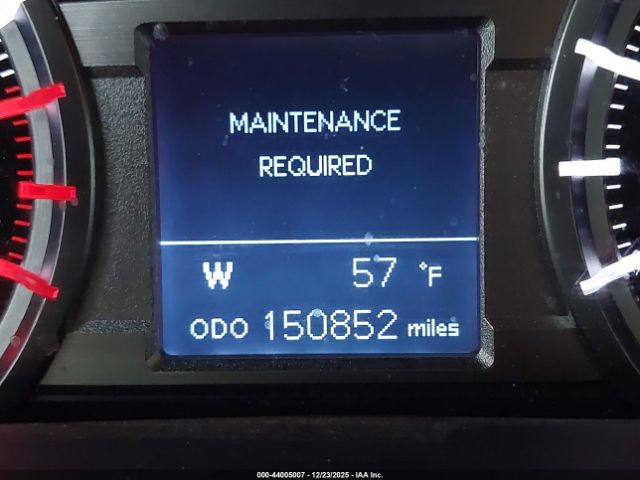 MAINTENANCE
REQUIRED
W 57 °F
ODO 150852 miles
000-44005007 - 12/23/2025 - IAA Inc.